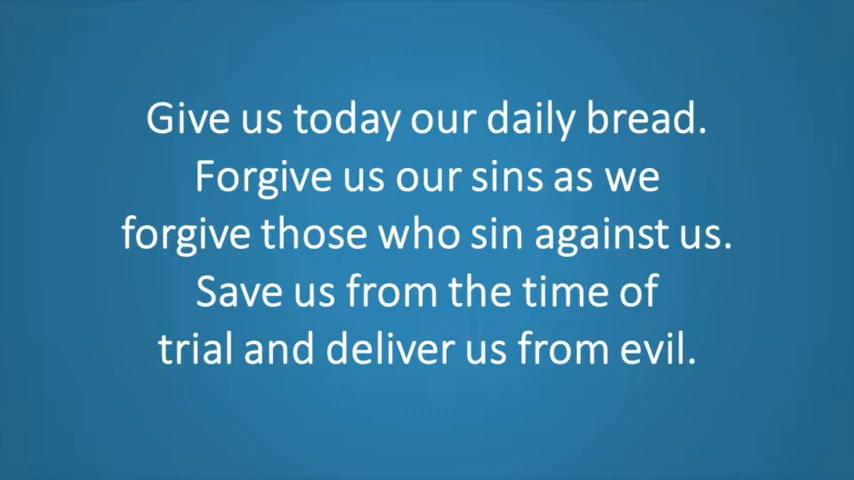 Give us today our daily bread.
Forgive us our sins as we
forgive those who sin against us.
Save us from the time of
trial and deliver us from evil.